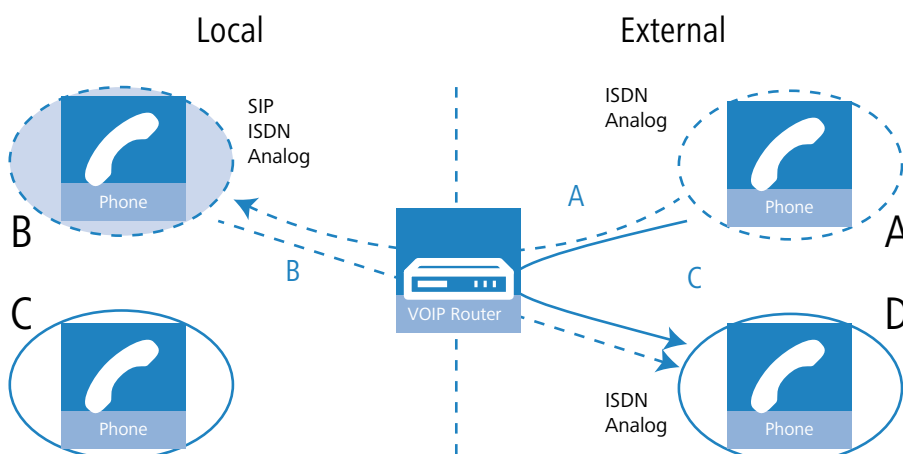 Local
External
SIP
ISDN
Analog
ISDN
Analog
Phone
Phone
A
B
A
B
C
VOIP Router
C
D
ISDN
Analog
Phone
Phone